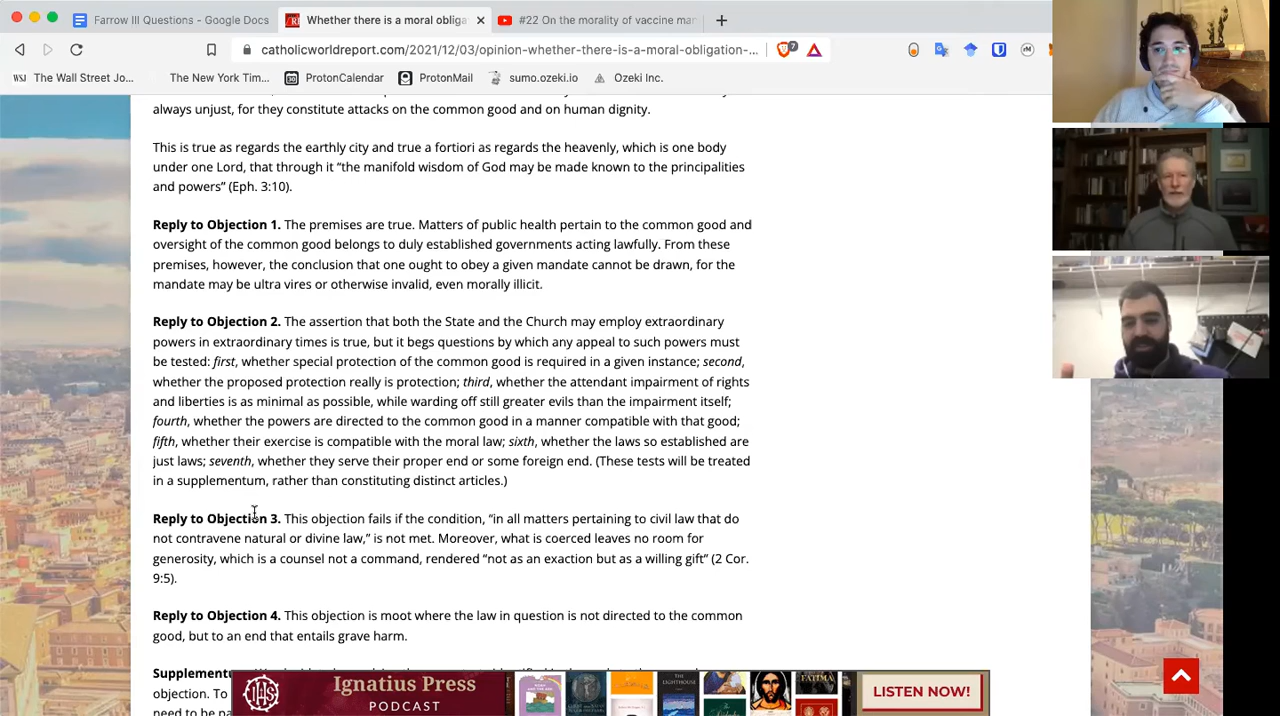 Farrow III Questions - Google Docs
Whether there is a moral obliga
#22 On the morality of vaccine mar
catholicworldreport.com/2021/12/03/opinion-whether-there-is-a-moral-obligation-...
7
WSJ The Wall Street Jo...
The New York Tim...
ProtonCalendar
ProtonMail
sumo.ozeki.io
Ozeki Inc.
always unjust, for they constitute attacks on the common good and on human dignity.
This is true as regards the earthly city and true a fortiori as regards the heavenly, which is one body
under one Lord, that through it “the manifold wisdom of God may be made known to the principalities
and powers” (Eph. 3:10).
Reply to Objection 1. The premises are true. Matters of public health pertain to the common good and
oversight of the common good belongs to duly established governments acting lawfully. From these
premises, however, the conclusion that one ought to obey a given mandate cannot be drawn, for the
mandate may be ultra vires or otherwise invalid, even morally illicit.
Reply to Objection 2. The assertion that both the State and the Church may employ extraordinary
powers in extraordinary times is true, but it begs questions by which any appeal to such powers must
be tested: first, whether special protection of the common good is required in a given instance; second,
whether the proposed protection really is protection; third, whether the attendant impairment of rights
and liberties is as minimal as possible, while warding off still greater evils than the impairment itself;
fourth, whether the powers are directed to the common good in a manner compatible with that good;
fifth, whether their exercise is compatible with the moral law; sixth, whether the laws so established are
just laws; seventh, whether they serve their proper end or some foreign end. (These tests will be treated
in a supplementum, rather than constituting distinct articles.)
Reply to Objection 3. This objection fails if the condition, “in all matters pertaining to civil law that do
not contravene natural or divine law,” is not met. Moreover, what is coerced leaves no room for
generosity, which is a counsel not a command, rendered “not as an exaction but as a willing gift” (2 Cor.
9:5).
Reply to Objection 4. This objection is moot where the law in question is not directed to the common
good, but to an end that entails grave harm.
Supplementu
objection. To
need to be pa
Ignatius Press
PODCAST
LISTEN NOW!